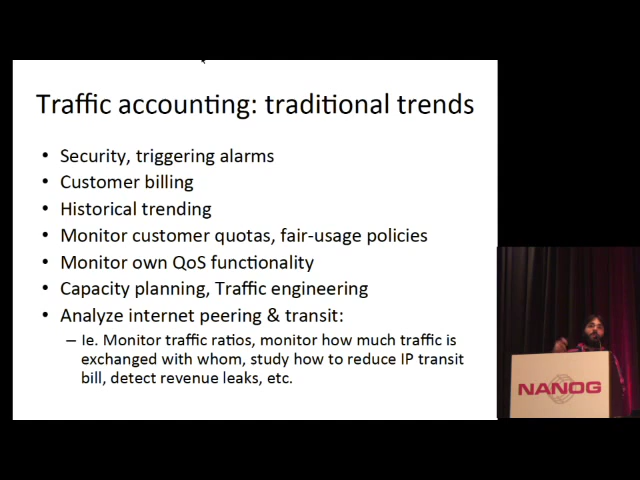 Traffic accounting: traditional trends
• Security, triggering alarms
• Customer billing
• Historical trending
• Monitor customer quotas, fair-usage policies
• Monitor own QoS functionality
• Capacity planning, Traffic engineering
• Analyze internet peering & transit:
– Ie. Monitor traffic ratios, monitor how much traffic is
exchanged with whom, study how to reduce IP transit
bill, detect revenue leaks, etc.
NANOG